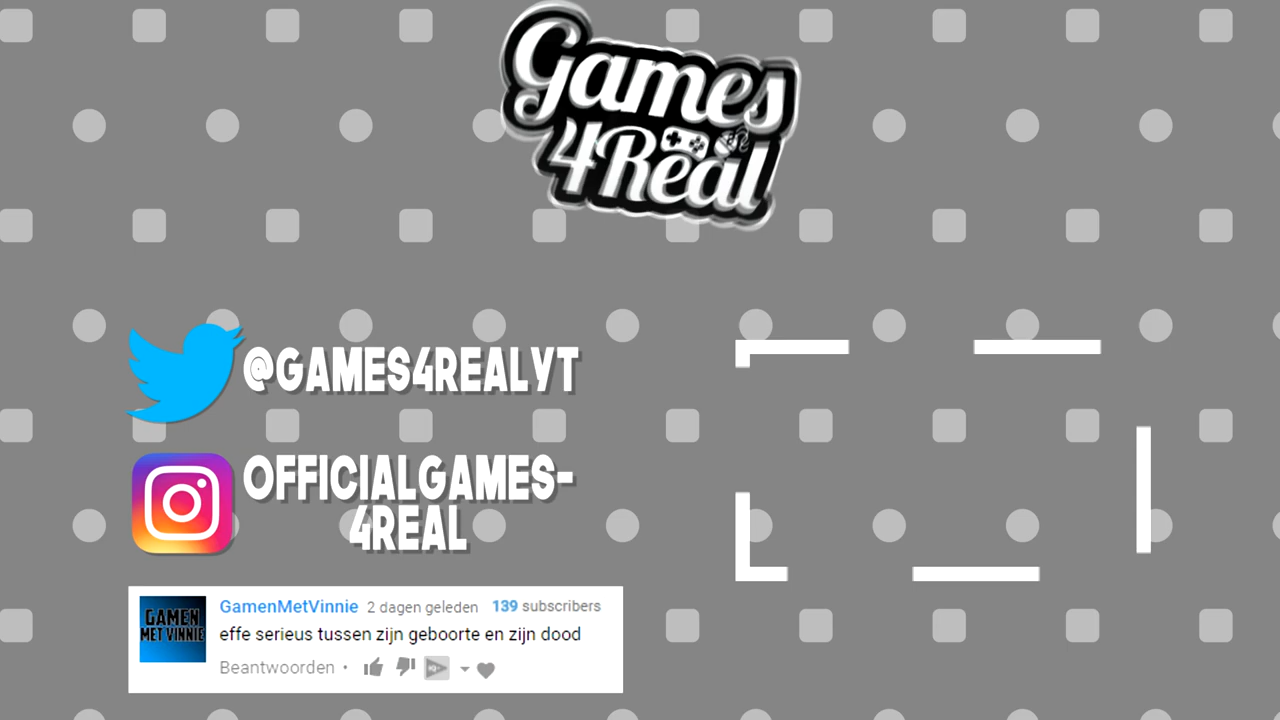 Games
4Real
@GAMES4REALYT
OFFICIALGAMES-
4REAL
GAMEN
MET VINNIE
GamenMetVinnie 2 dagen geleden 139 subscribers
effe serieus tussen zijn geboorte en zijn dood
Beantwoorden •